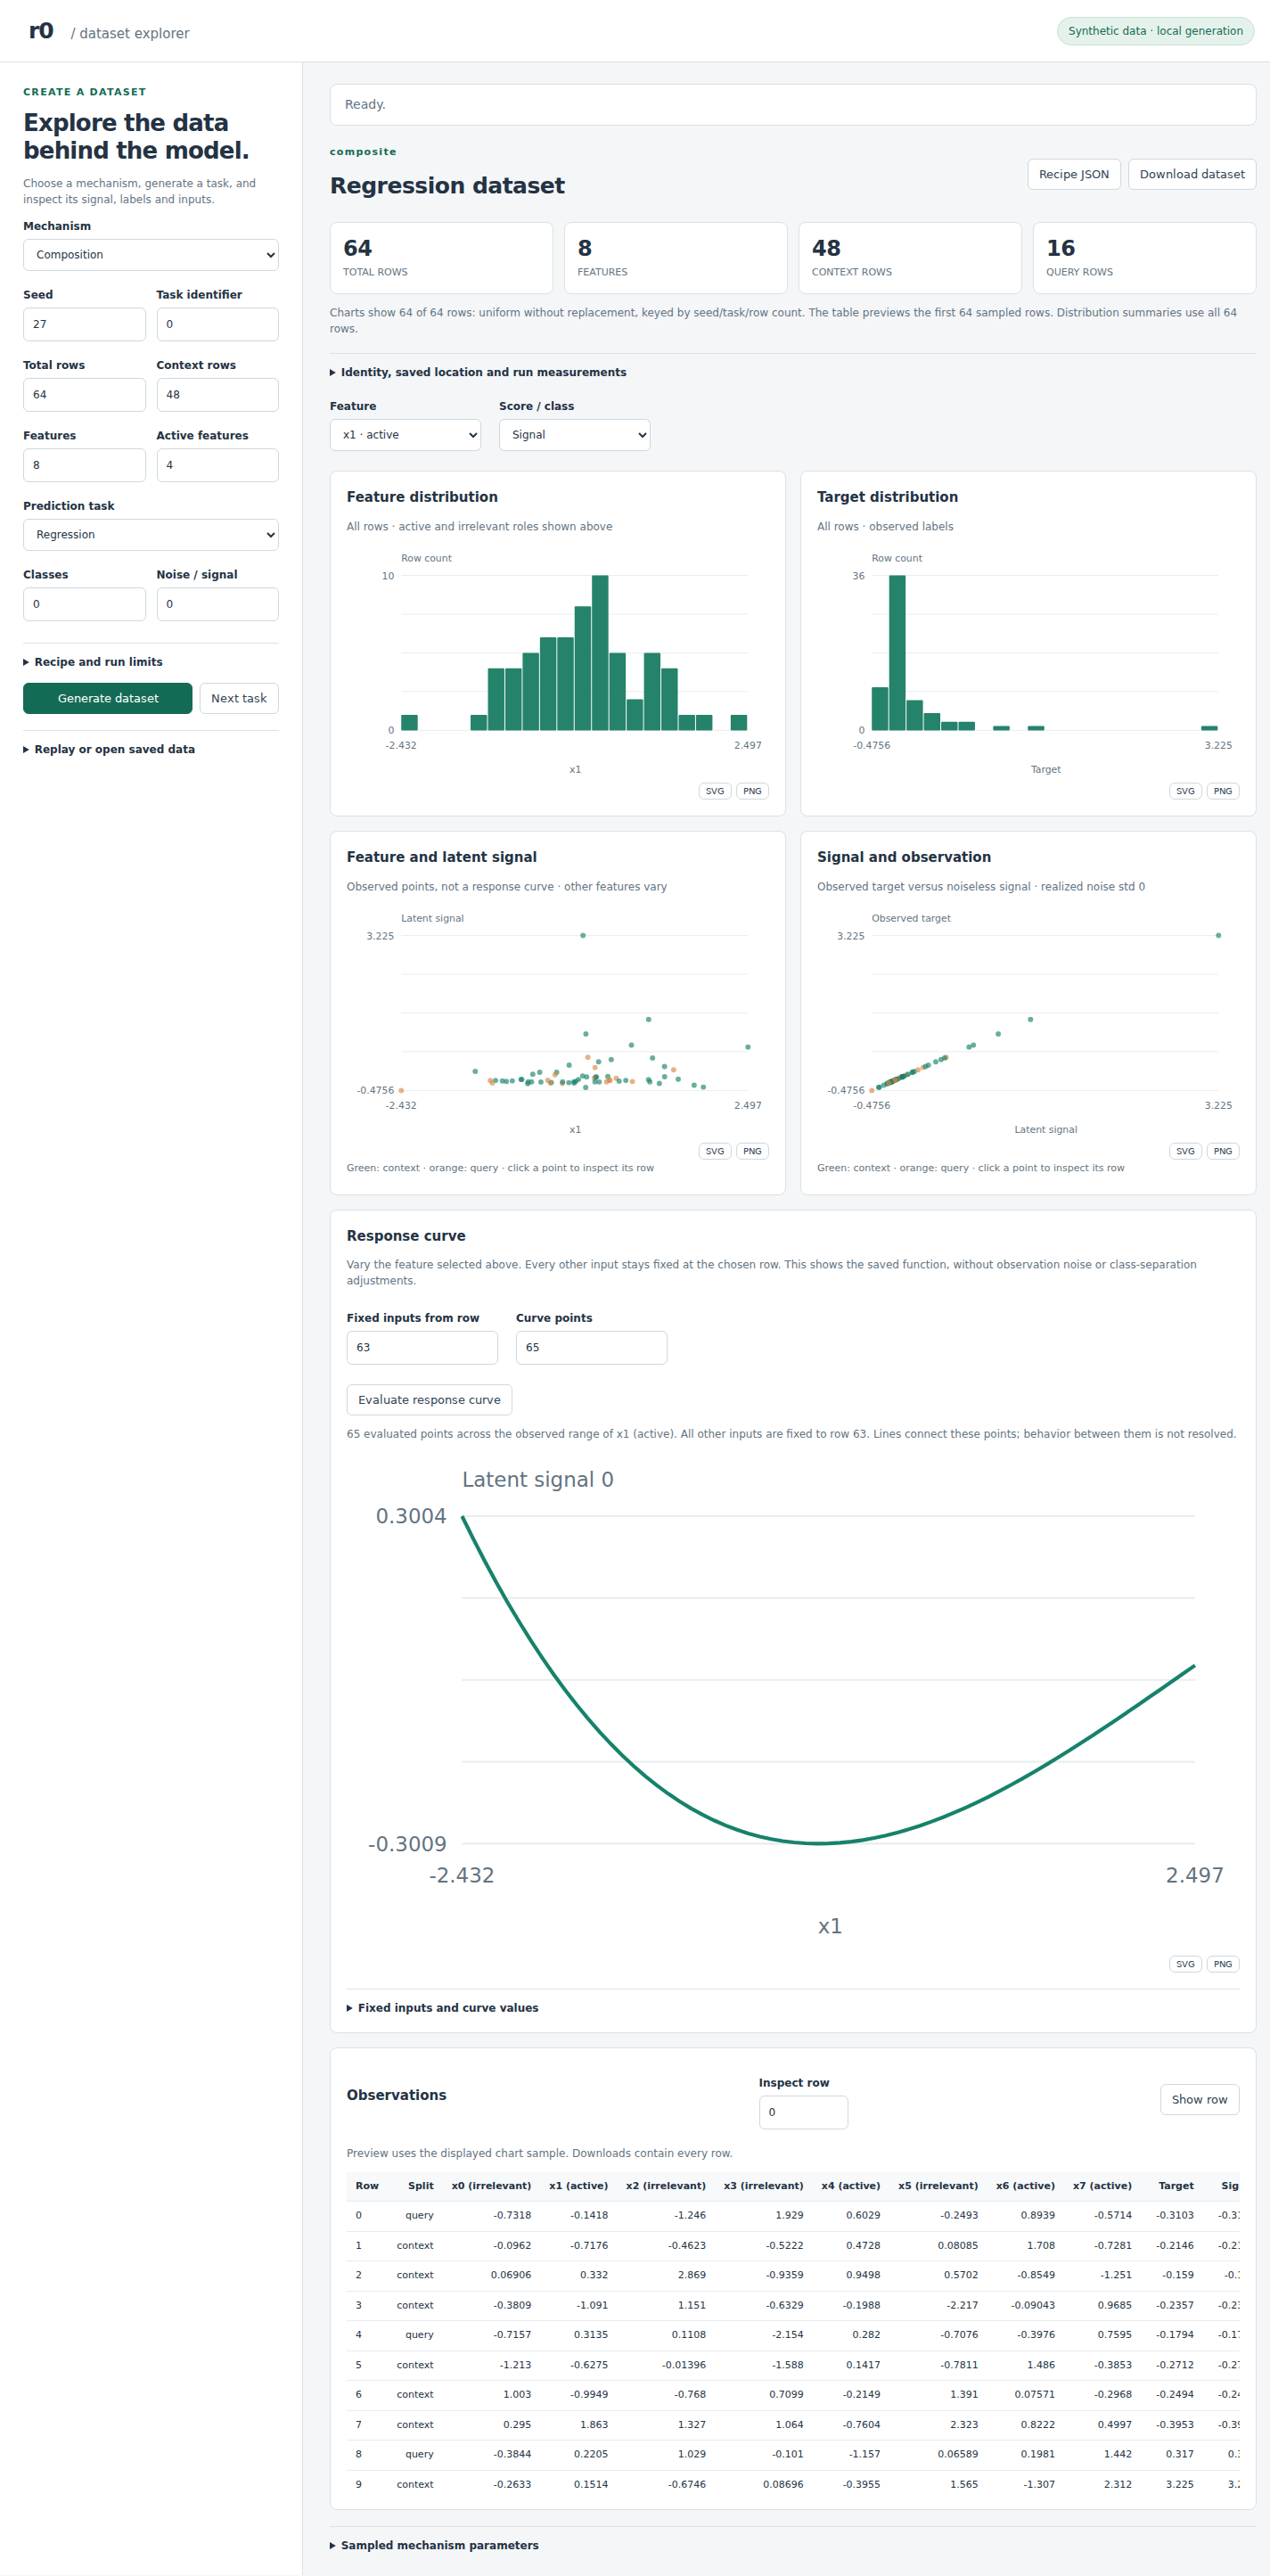 r0 / dataset explorer
Synthetic data · local generation
CREATE A DATASET
Explore the data
behind the model.
Choose a mechanism, generate a task, and
inspect its signal, labels and inputs.
Mechanism
Composition
Seed Task identifier
27 0
Total rows Context rows
64 48
Features Active features
8 4
Prediction task
Regression
Classes Noise / signal
0 0
Recipe and run limits
Generate dataset Next task
Replay or open saved data
Ready.
composite
Regression dataset
Recipe JSON Download dataset
64 8 48 16
TOTAL ROWS FEATURES CONTEXT ROWS QUERY ROWS
Charts show 64 of 64 rows: uniform without replacement, keyed by seed/task/row count. The table previews the first 64 sampled rows. Distribution summaries use all 64
rows.
Identity, saved location and run measurements
Feature Score / class
x1 · active Signal
Feature distribution
All rows · active and irrelevant roles shown above
Row count
10
0
-2.432 2.497
x1
SVG PNG
Target distribution
All rows · observed labels
Row count
36
0
-0.4756 3.225
Target
SVG PNG
Feature and latent signal
Observed points, not a response curve · other features vary
Latent signal
3.225
-0.4756
-2.432 2.497
x1
SVG PNG
Green: context · orange: query · click a point to inspect its row
Signal and observation
Observed target versus noiseless signal · realized noise std 0
Observed target
3.225
-0.4756
-0.4756 3.225
Latent signal
SVG PNG
Green: context · orange: query · click a point to inspect its row
Response curve
Vary the feature selected above. Every other input stays fixed at the chosen row. This shows the saved function, without observation noise or class-separation
adjustments.
Fixed inputs from row Curve points
63 65
Evaluate response curve
65 evaluated points across the observed range of x1 (active). All other inputs are fixed to row 63. Lines connect these points; behavior between them is not resolved.
Latent signal 0
0.3004
-0.3009
-2.432 2.497
x1
SVG PNG
Fixed inputs and curve values
Observations
Inspect row
0
Show row
Preview uses the displayed chart sample. Downloads contain every row.
Row Split x0 (irrelevant) x1 (active) x2 (irrelevant) x3 (irrelevant) x4 (active) x5 (irrelevant) x6 (active) x7 (active) Target Sig
0 query -0.7318 -0.1418 -1.246 1.929 0.6029 -0.2493 0.8939 -0.5714 -0.3103 -0.31
1 context -0.0962 -0.7176 -0.4623 -0.5222 0.4728 0.08085 1.708 -0.7281 -0.2146 -0.21
2 context 0.06906 0.332 2.869 -0.9359 0.9498 0.5702 -0.8549 -1.251 -0.159 -0.1
3 context -0.3809 -1.091 1.151 -0.6329 -0.1988 -2.217 -0.09043 0.9685 -0.2357 -0.23
4 query -0.7157 0.3135 0.1108 -2.154 0.282 -0.7076 -0.3976 0.7595 -0.1794 -0.17
5 context -1.213 -0.6275 -0.01396 -1.588 0.1417 -0.7811 1.486 -0.3853 -0.2712 -0.27
6 context 1.003 -0.9949 -0.768 0.7099 -0.2149 1.391 0.07571 -0.2968 -0.2494 -0.24
7 context 0.295 1.863 1.327 1.064 -0.7604 2.323 0.8222 0.4997 -0.3953 -0.39
8 query -0.3844 0.2205 1.029 -0.101 -1.157 0.06589 0.1981 1.442 0.317 0.3
9 context -0.2633 0.1514 -0.6746 0.08696 -0.3955 1.565 -1.307 2.312 3.225 3.2
Sampled mechanism parameters